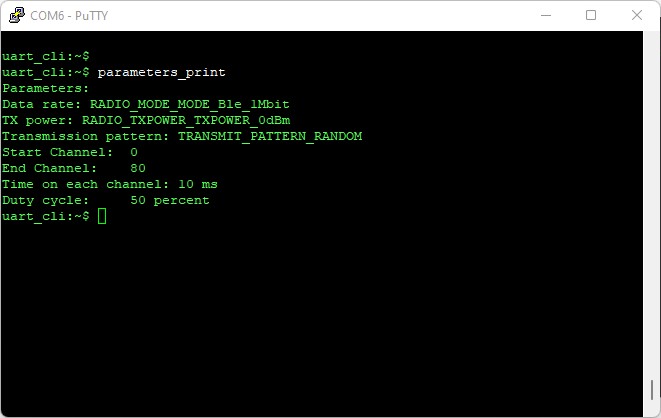 COM6 - PuTTY
uart_cli:~$
uart_cli:~$ parameters_print
Parameters:
Data rate: RADIO_MODE_MODE_Ble_1Mbit
TX power: RADIO_TXPOWER_TXPOWER_0dBm
Transmission pattern: TRANSMIT_PATTERN_RANDOM
Start Channel:  0
End Channel:    80
Time on each channel: 10 ms
Duty cycle:     50 percent
uart_cli:~$